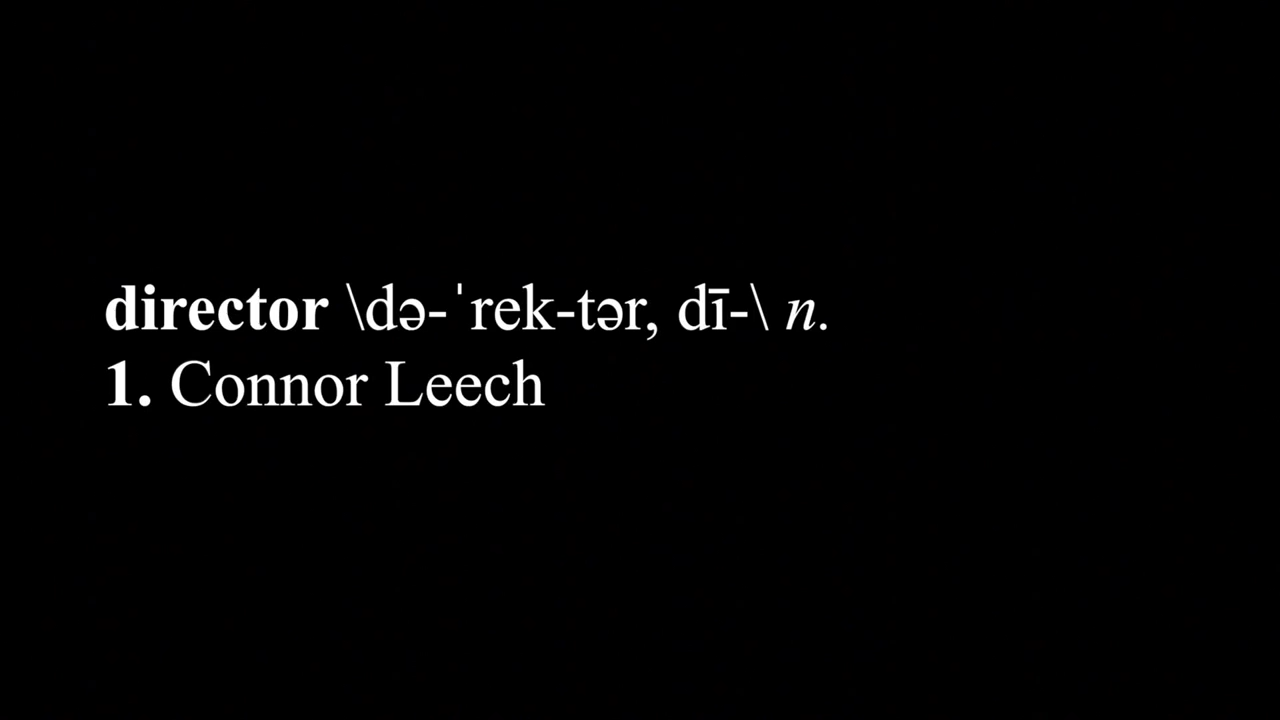 director \də-ˈrek-tər, dī-\ n.
1. Connor Leech